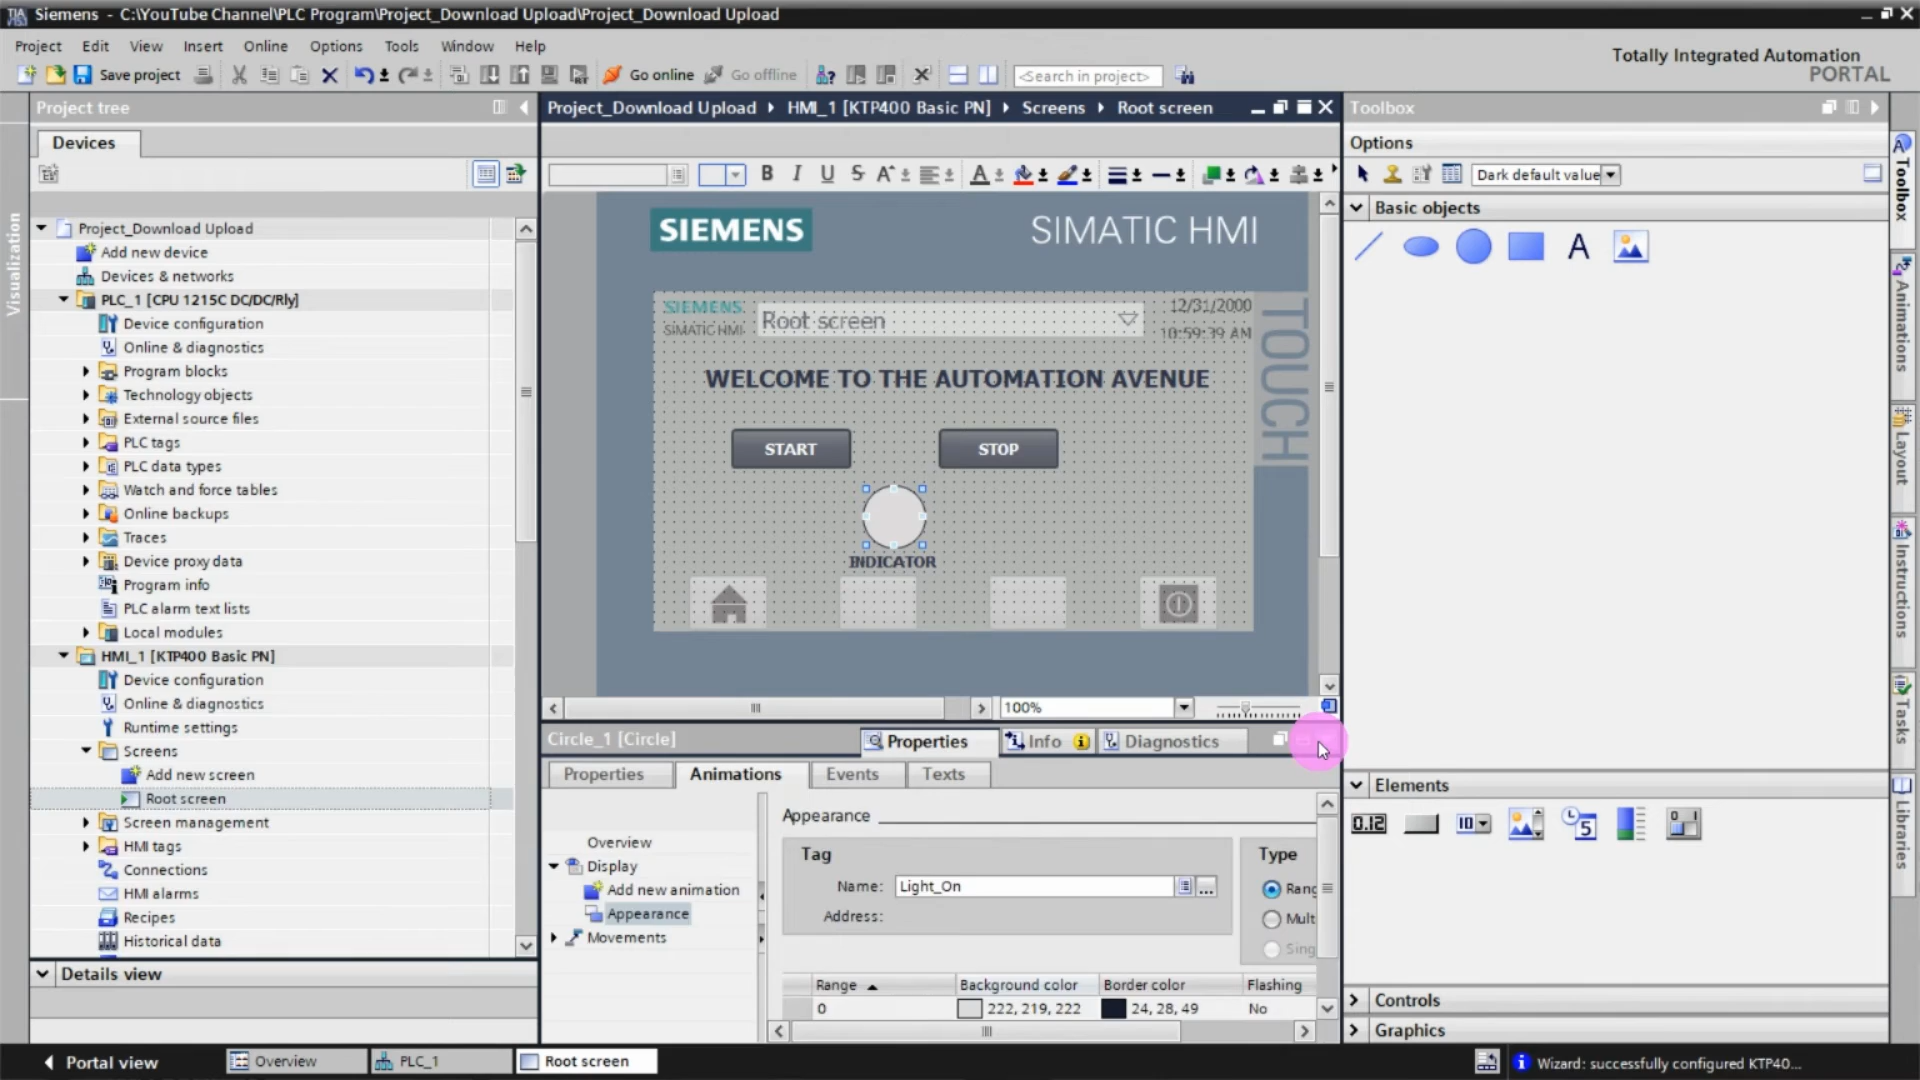 Siemens - C:\YouTube Channel\PLC Program\Project_Download Upload\Project_Download Upload
Project Edit View Insert Online Options Tools Window Help
Totally Integrated Automation
PORTAL
Save project
Go online
Go offline
<Search in project>
Project tree
Project_Download Upload HMI_1 [KTP400 Basic PN] Screens Root screen
Toolbox
Devices
Options
B I U S A A
Dark default value
Visualization
Project_Download Upload
Add new device
Devices & networks
PLC_1 [CPU 1215C DC/DC/Rly]
Device configuration
Online & diagnostics
Program blocks
Technology objects
External source files
PLC tags
PLC data types
Watch and force tables
Online backups
Traces
Device proxy data
Program info
PLC alarm text lists
Local modules
HMI_1 [KTP400 Basic PN]
Device configuration
Online & diagnostics
Runtime settings
Screens
Add new screen
Root screen
Screen management
HMI tags
Connections
HMI alarms
Recipes
Historical data
Details view
SIEMENS
SIMATIC HMI
SIEMENS
SIMATIC HMI
Root screen
12/31/2000
10:59:39 AM
TOUCH
WELCOME TO THE AUTOMATION AVENUE
START
STOP
INDICATOR
100%
Circle_1 [Circle]
Properties Info Diagnostics
Properties Animations Events Texts
Overview
Display
Add new animation
Appearance
Movements
Appearance
Tag
Name: Light_On
Address:
Type
Rang
Mult
Sing
Range Background color Border color Flashing
0 222, 219, 222 24, 28, 49 No
Basic objects
A
Elements
0.12
10
5
Controls
Graphics
Toolbox
Animations
Layout
Instructions
Tasks
Libraries
Portal view
Overview
PLC_1
Root screen
Wizard: successfully configured KTP40...